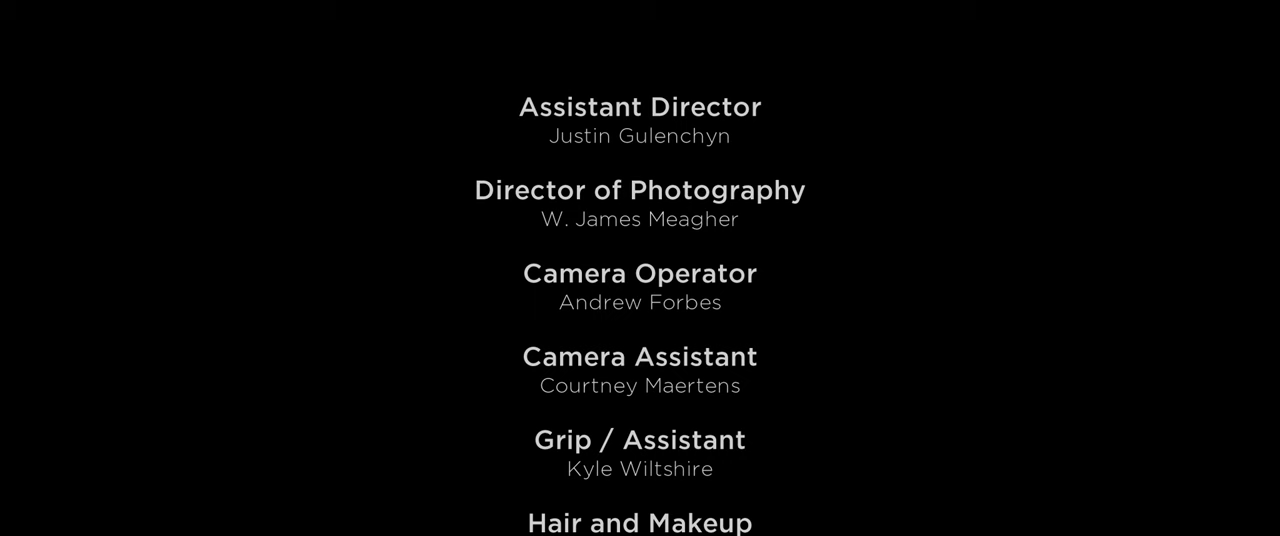 Assistant Director
Justin Gulenchyn
Director of Photography
W. James Meagher
Camera Operator
Andrew Forbes
Camera Assistant
Courtney Maertens
Grip / Assistant
Kyle Wiltshire
Hair and Makeup